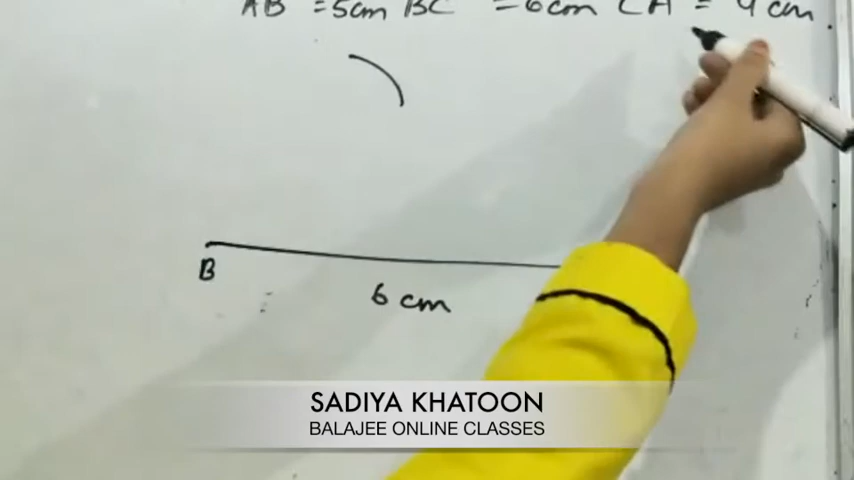 AB = 5cm BC = 6cm CA = 4 cm
B
6 cm
SADIYA KHATOON
BALAJEE ONLINE CLASSES